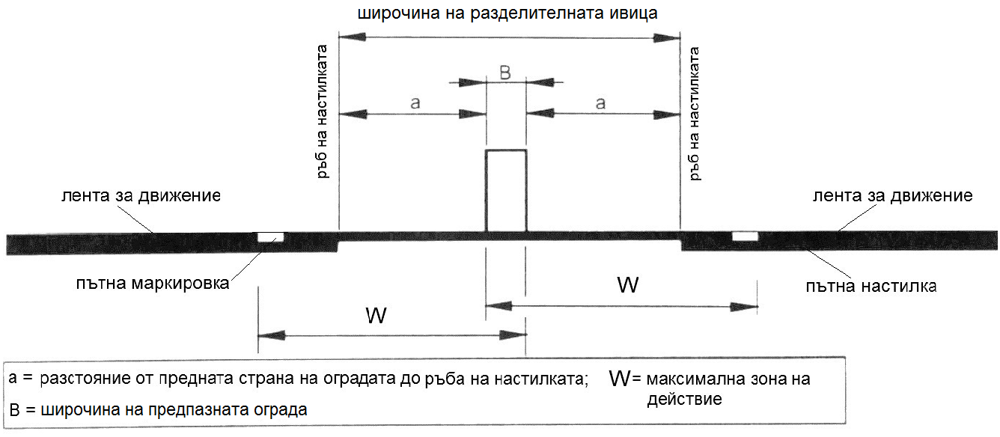 широчина на разделителната ивица
ръб на настилката
ръб на настилката
B
a
a
лента за движение
лента за движение
пътна маркировка
пътна настилка
W
W
a = разстояние от предната страна на оградата до ръба на настилката; W= максимална зона на
действие
B = широчина на предпазната ограда